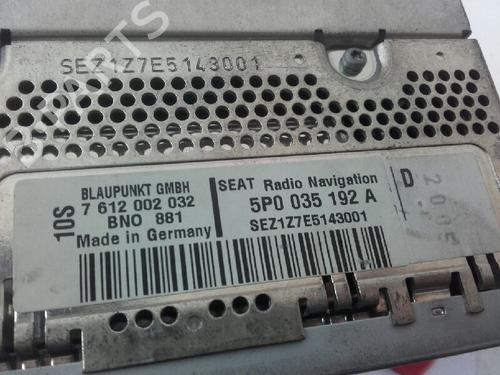 SEZ1Z7E5143001
10S
BLAUPUNKT GMBH
7 612 002 032
BNO 881
Made in Germany
SEAT Radio Navigation
5P0 035 192 A
SEZ1Z7E5143001
D
2005